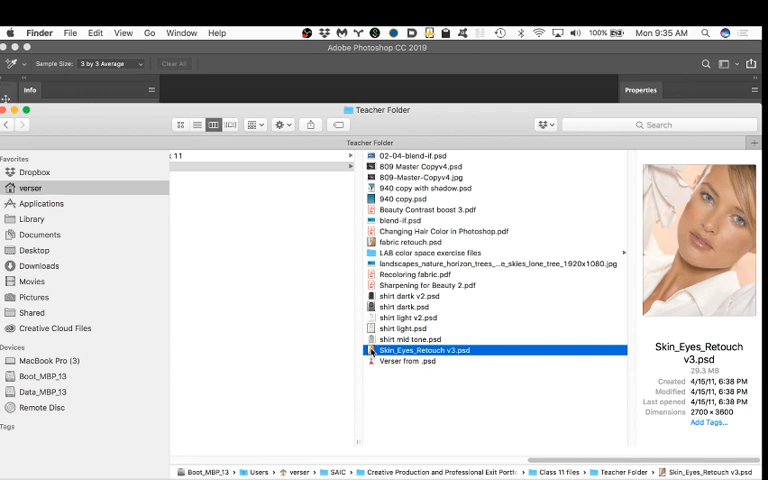 Finder File Edit View Go Window Help 100% Mon 9:35 AM
Adobe Photoshop CC 2019
Sample Size: 3 by 3 Average Clear All
Info Properties
Teacher Folder
Search
Teacher Folder
Favorites
Dropbox
verser
Applications
Library
Documents
Desktop
Downloads
Movies
Pictures
Shared
Creative Cloud Files
Devices
MacBook Pro (3)
Boot_MBP_13
Data_MBP_13
Remote Disc
Tags
k 11
02-04-blend-if.psd
809 Master Copyv4.psd
809-Master-Copyv4.jpg
940 copy with shadow.psd
940 copy.psd
Beauty Contrast boost 3.pdf
blend-if.psd
Changing Hair Color in Photoshop.pdf
fabric retouch.psd
LAB color space exercise files
landscapes_nature_horizon_trees_...e_skies_lone_tree_1920x1080.jpg
Recoloring fabric.pdf
Sharpening for Beauty 2.pdf
shirt dartk v2.psd
shirt dartk.psd
shirt light v2.psd
shirt light.psd
shirt mid tone.psd
Skin_Eyes_Retouch v3.psd
Verser from .psd
Skin_Eyes_Retouch
v3.psd
29.3 MB
Created 4/15/11, 6:38 PM
Modified 4/15/11, 6:38 PM
Last opened 4/15/11, 6:38 PM
Dimensions 2700 × 3600
Add Tags...
Boot_MBP_13 Users verser SAIC Creative Production and Professional Exit Portf Class 11 files Teacher Folder Skin_Eyes_Retouch v3.psd